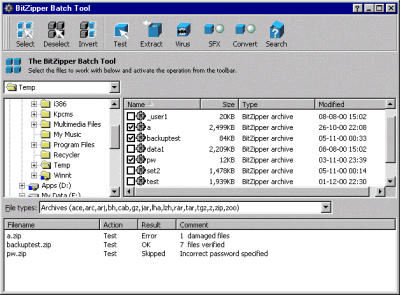 BitZipper Batch Tool
Select Deselect Invert Test Extract Virus SFX Convert Search
The BitZipper Batch Tool
Select the files to work with below and activate the operation from the toolbar.
Temp
I386
Kpcms
Multimedia Files
My Music
Program Files
Recycler
Temp
Winnt
Apps (D:)
My Data (F:)
Name Size Type Modified
_user1 20KB BitZipper archive 08-08-00 15:02
a 2,499KB BitZipper archive 26-10-00 22:08
backuptest 84KB BitZipper archive 05-11-00 00:33
data1 2,209KB BitZipper archive 08-08-00 15:02
pw 12KB BitZipper archive 03-11-00 23:39
set2 1,478KB BitZipper archive 05-11-00 00:14
test 1,939KB BitZipper archive 01-12-00 22:30
File types: Archives (ace,arc,arj,bh,cab,gz,jar,lha,lzh,rar,tar,tgz,z,zip,zoo)
Filename Action Result Comment
a.zip Test Error 1 damaged files
backuptest.zip Test OK 7 files verified
pw.zip Test Skipped Incorrect password specified